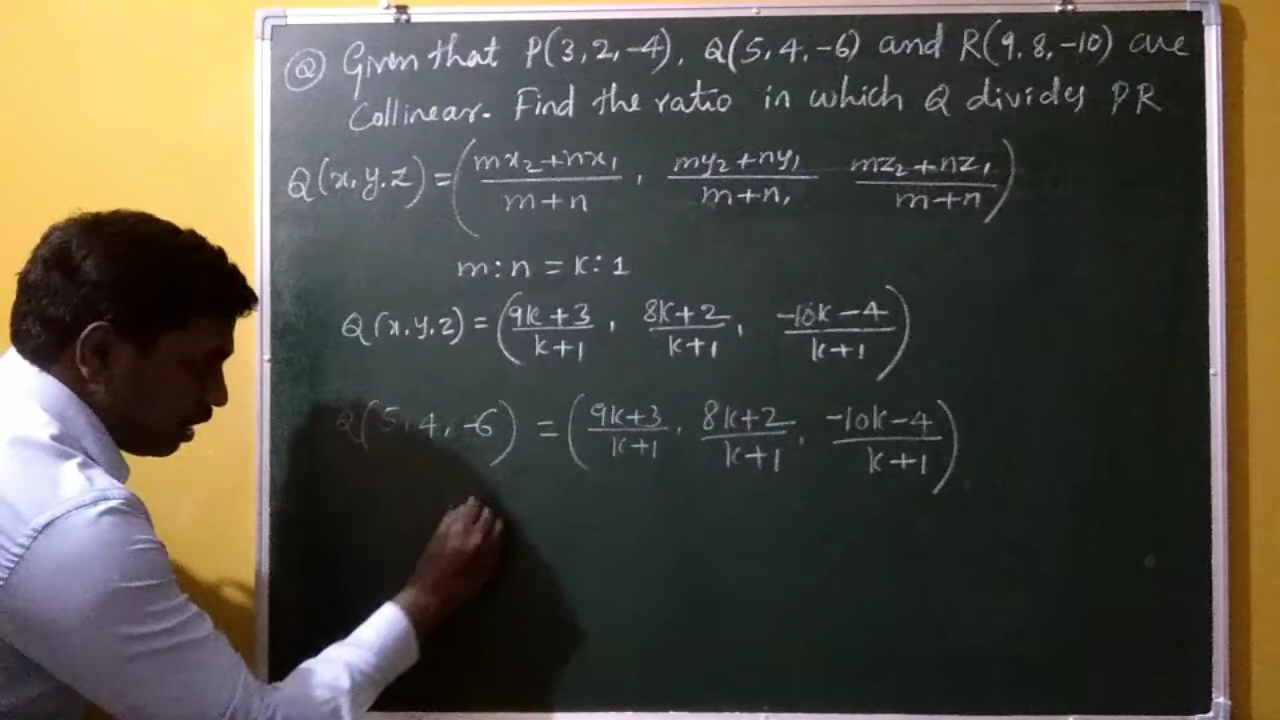 Q Given that P(3, 2, -4), Q(5, 4, -6) and R(9, 8, -10) are
Collinear. Find the ratio in which Q divides PR
Q(x, y, z) = ( (mx₂+nx₁)/(m+n) , (my₂+ny₁)/(m+n) , (mz₂+nz₁)/(m+n) )
m : n = k : 1
Q(x, y, z) = ( (9k+3)/(k+1) , (8k+2)/(k+1) , (-10k-4)/(k+1) )
Q(5, 4, -6) = ( (9k+3)/(k+1) , (8k+2)/(k+1) , (-10k-4)/(k+1) )